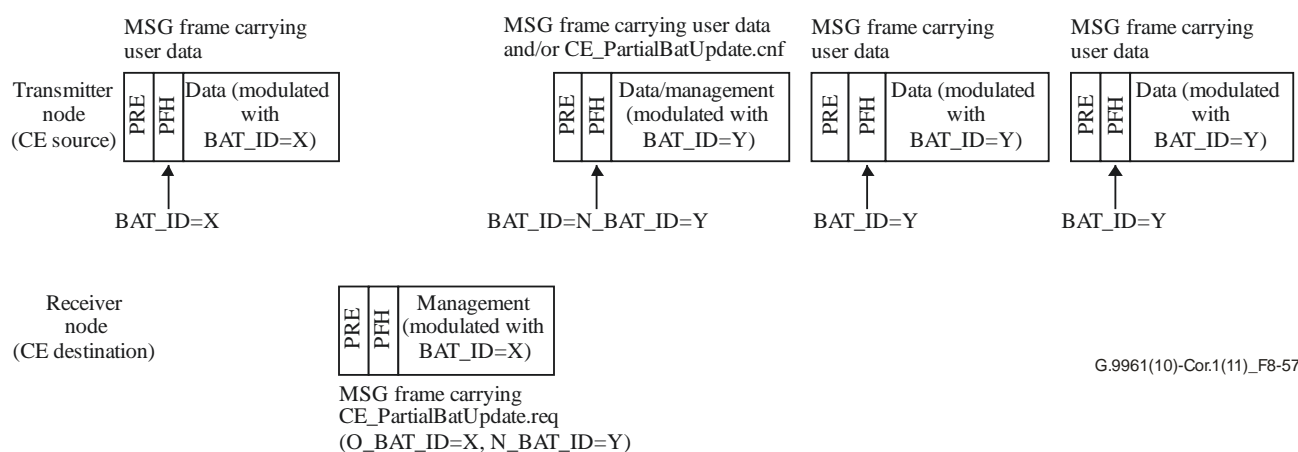 MSG frame carrying
user data
MSG frame carrying user data
and/or CE_PartialBatUpdate.cnf
MSG frame carrying
user data
MSG frame carrying
user data
Transmitter
node
(CE source)
PRE
PFH
Data (modulated
with
BAT_ID=X)
PRE
PFH
Data/management
(modulated with
BAT_ID=Y)
PRE
PFH
Data (modulated
with
BAT_ID=Y)
PRE
PFH
Data (modulated
with
BAT_ID=Y)
BAT_ID=X
BAT_ID=N_BAT_ID=Y
BAT_ID=Y
BAT_ID=Y
Receiver
node
(CE destination)
PRE
PFH
Management
(modulated with
BAT_ID=X)
G.9961(10)-Cor.1(11)_F8-57
MSG frame carrying
CE_PartialBatUpdate.req
(O_BAT_ID=X, N_BAT_ID=Y)